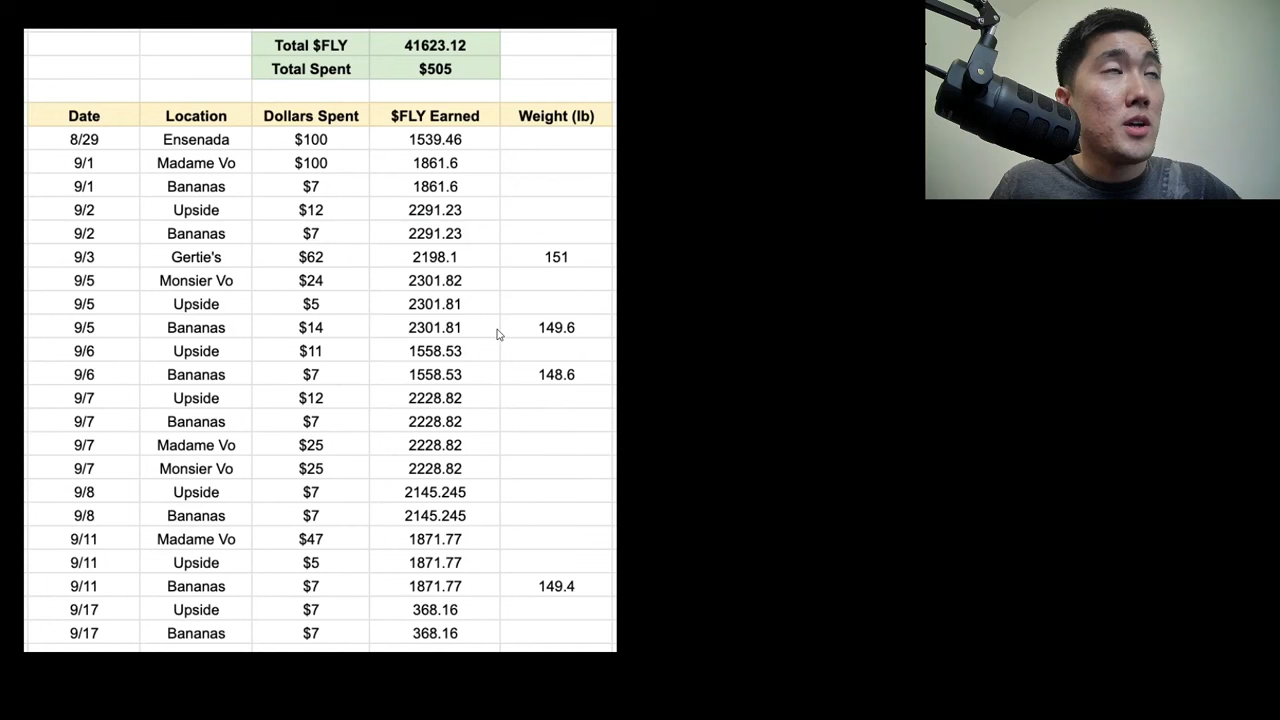 Total $FLY 41623.12
Total Spent $505
Date Location Dollars Spent $FLY Earned Weight (lb)
8/29 Ensenada $100 1539.46
9/1 Madame Vo $100 1861.6
9/1 Bananas $7 1861.6
9/2 Upside $12 2291.23
9/2 Bananas $7 2291.23
9/3 Gertie's $62 2198.1 151
9/5 Monsier Vo $24 2301.82
9/5 Upside $5 2301.81
9/5 Bananas $14 2301.81 149.6
9/6 Upside $11 1558.53
9/6 Bananas $7 1558.53 148.6
9/7 Upside $12 2228.82
9/7 Bananas $7 2228.82
9/7 Madame Vo $25 2228.82
9/7 Monsier Vo $25 2228.82
9/8 Upside $7 2145.245
9/8 Bananas $7 2145.245
9/11 Madame Vo $47 1871.77
9/11 Upside $5 1871.77
9/11 Bananas $7 1871.77 149.4
9/17 Upside $7 368.16
9/17 Bananas $7 368.16